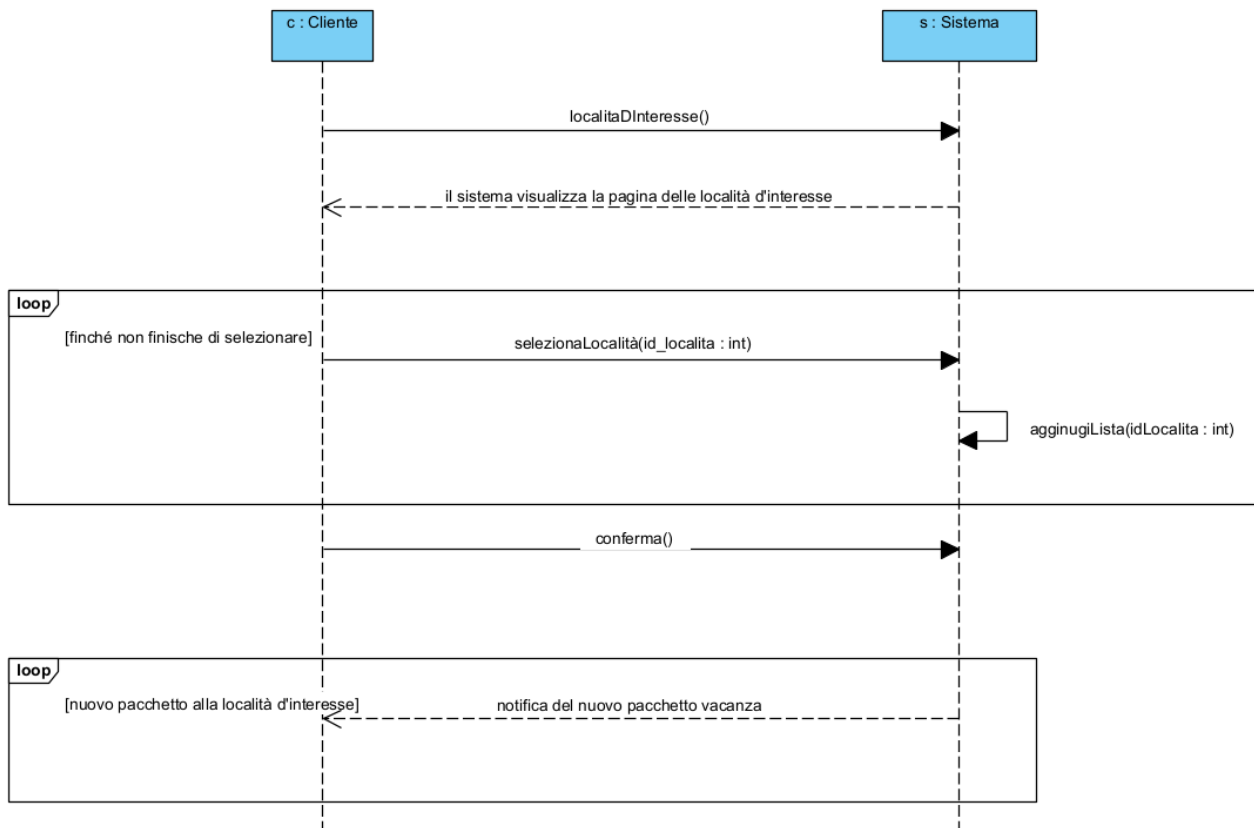 c : Cliente
s : Sistema
localitaDInteresse()
il sistema visualizza la pagina delle località d'interesse
loop
[finché non finische di selezionare]
selezionaLocalità(id_localita : int)
agginugiLista(idLocalita : int)
conferma()
loop
[nuovo pacchetto alla località d'interesse]
notifica del nuovo pacchetto vacanza